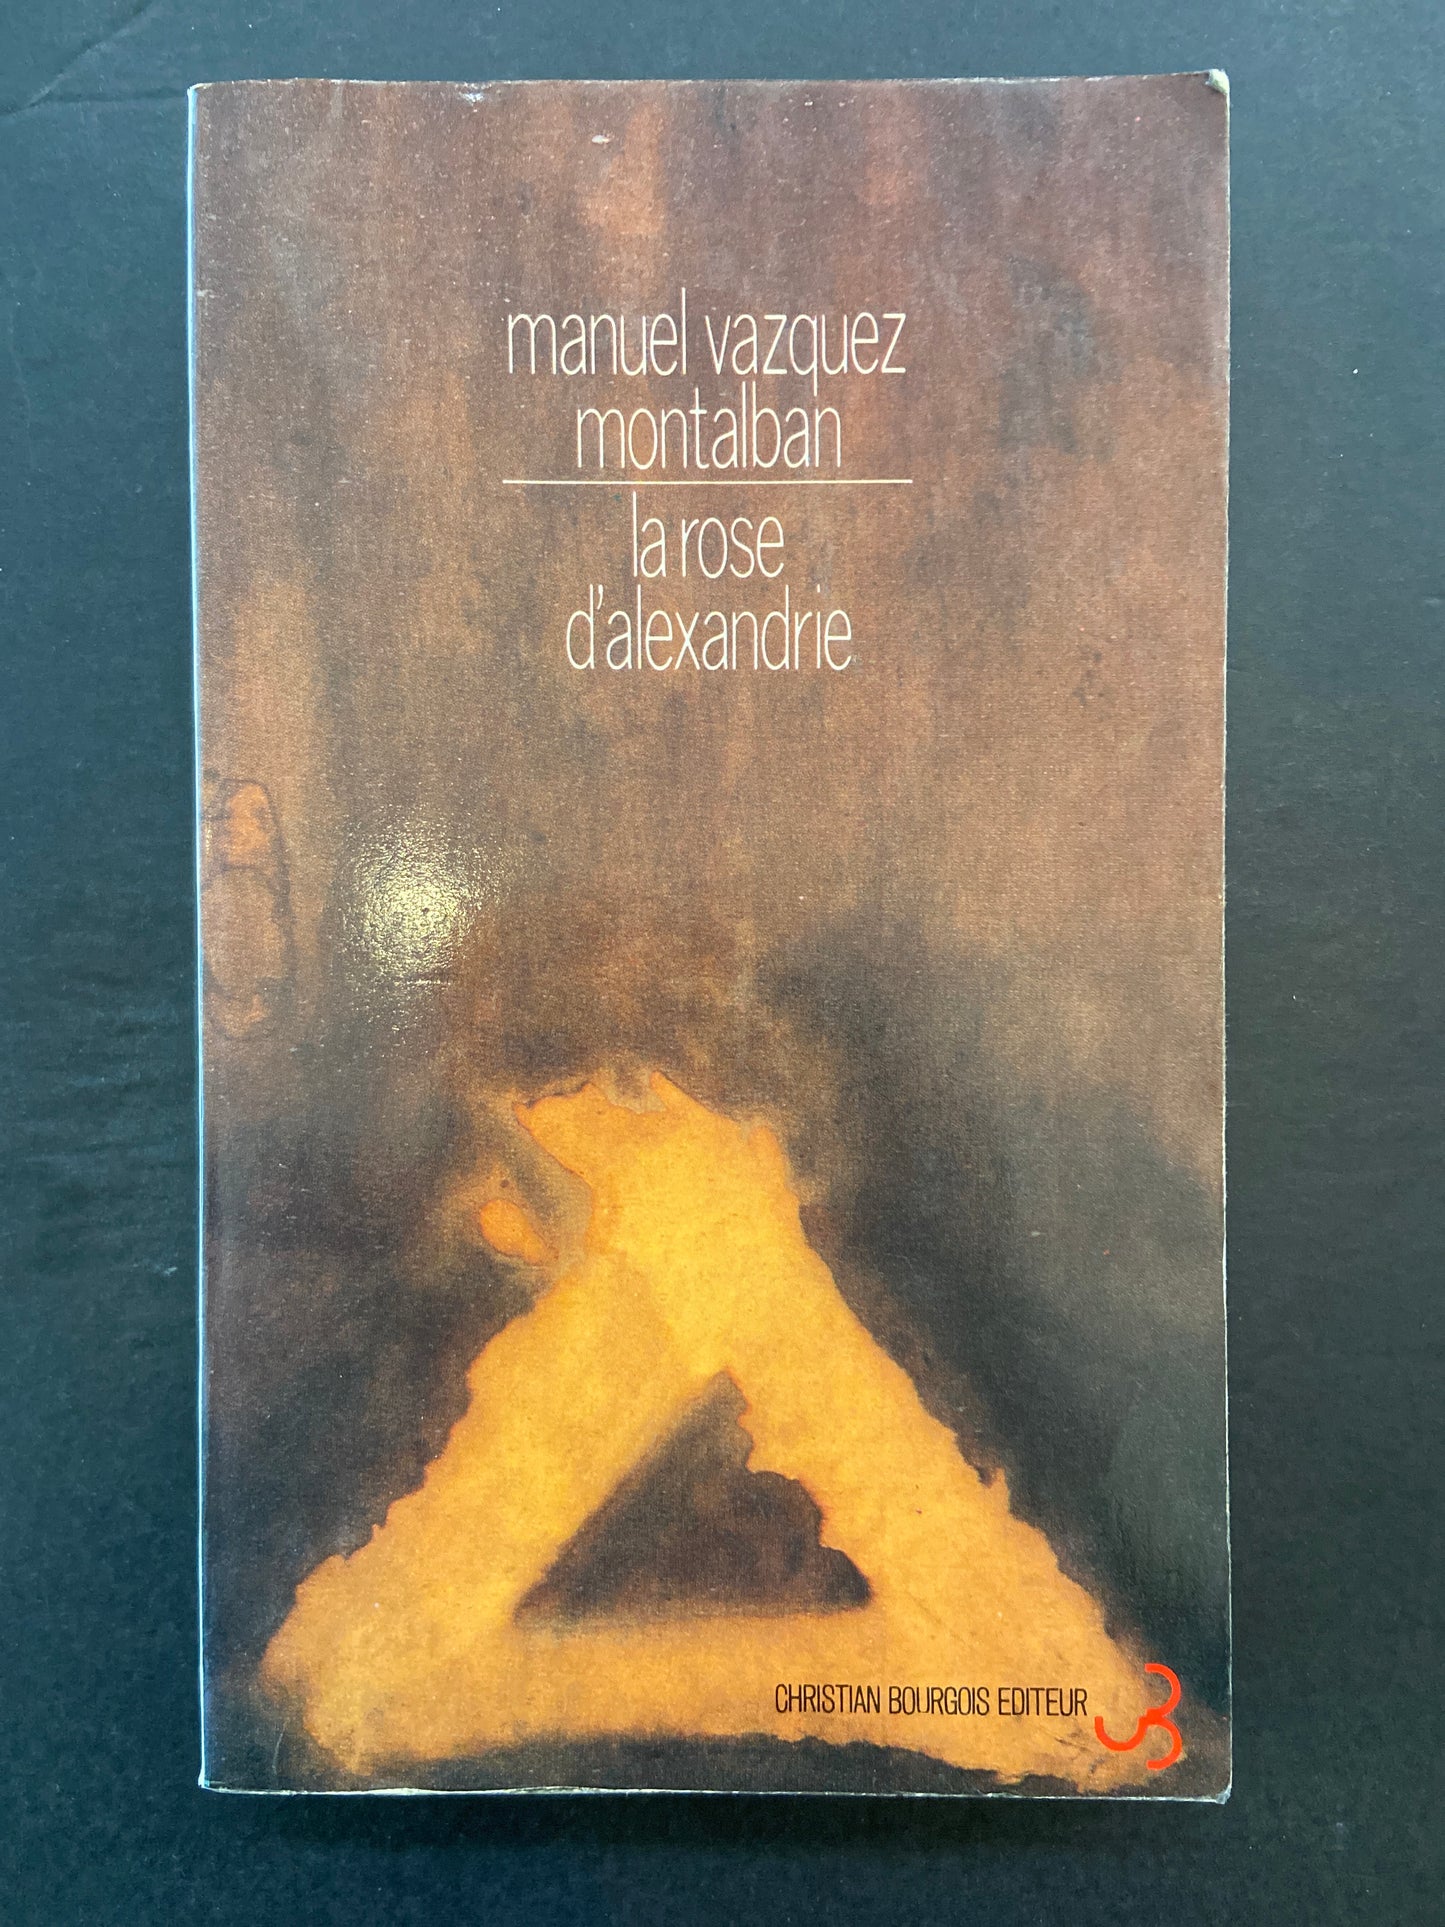 manuel vazquez
montalban
la rose
d'alexandrie
CHRISTIAN BOURGOIS EDITEUR